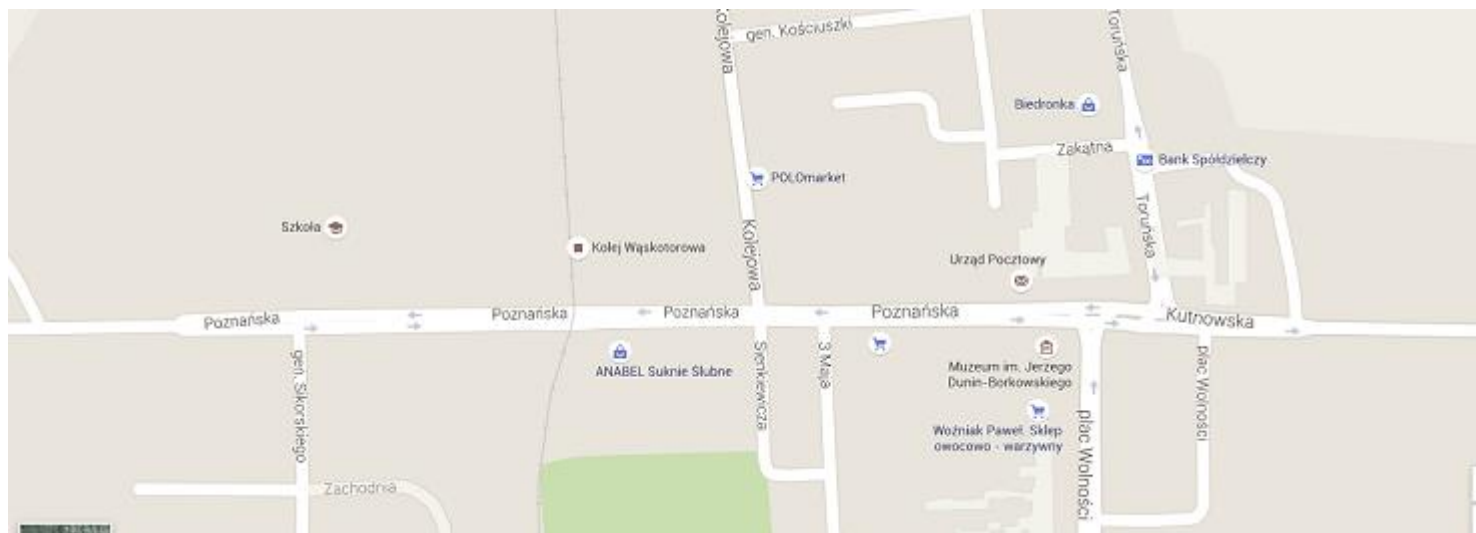 Kolejowa
gen. Kościuszki
Toruńska
Biedronka
Zakątna
Bank Spółdzielczy
POLOmarket
Szkoła
Kolej Wąskotorowa
Kolejowa
Toruńska
Urząd Pocztowy
Poznańska
Poznańska
Poznańska
Poznańska
Kutnowska
gen. Sikorskiego
ANABEL Suknie Ślubne
Sienkiewicza
3 Maja
Muzeum im. Jerzego
Dunin-Borkowskiego
plac Wolności
Woźniak Paweł. Sklep
owocowo - warzywny
plac Wolności
Zachodnia